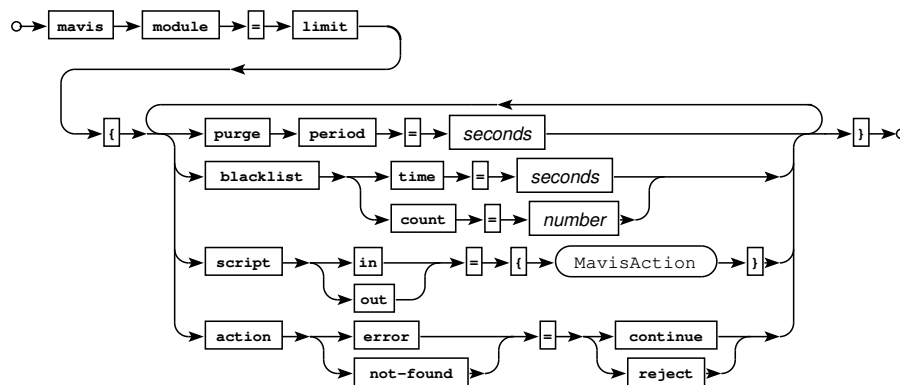 mavis module = limit
{ purge period = seconds }
blacklist time = seconds
count = number
script in = { MavisAction }
out
action error = continue
not-found reject